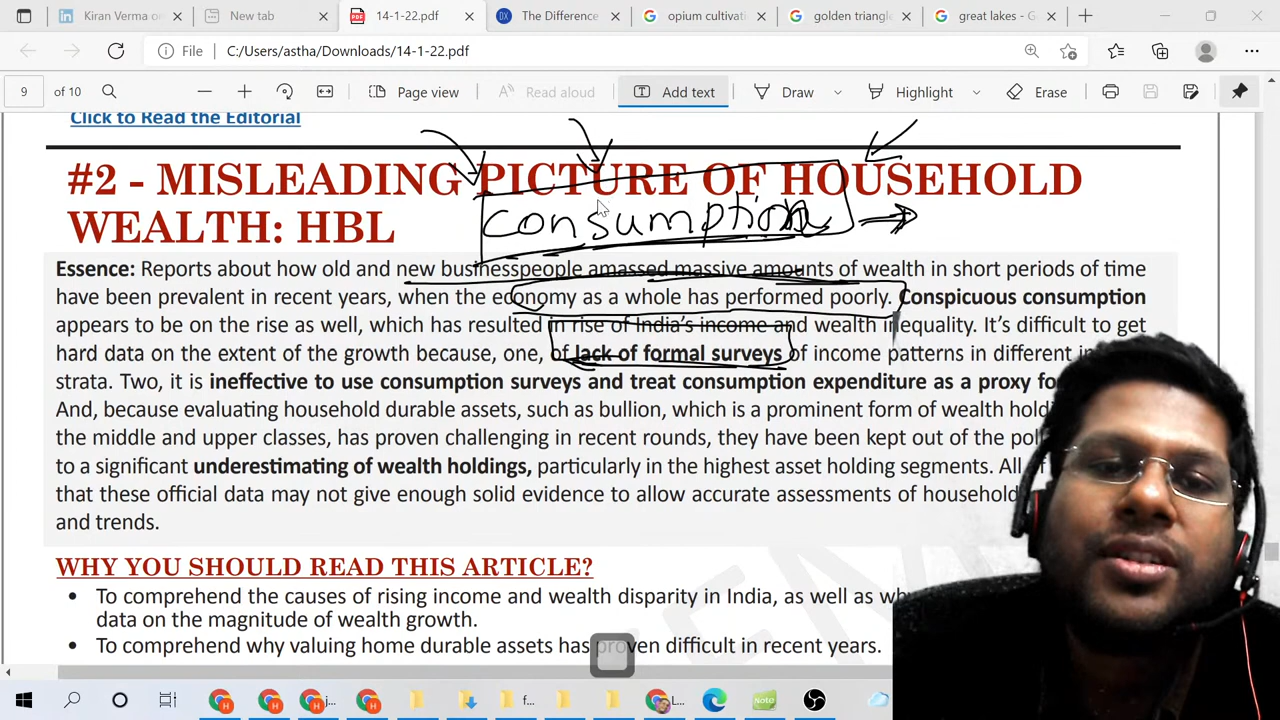 Kiran Verma on
New tab
14-1-22.pdf
The Difference
opium cultivati
golden triangle
great lakes - G
File
C:/Users/astha/Downloads/14-1-22.pdf
9 of 10
Page view
Read aloud
Add text
Draw
Highlight
Erase
Click to Read the Editorial
#2 - MISLEADING PICTURE OF HOUSEHOLD
WEALTH: HBL
consumption
Essence: Reports about how old and new businesspeople amassed massive amounts of wealth in short periods of time
have been prevalent in recent years, when the economy as a whole has performed poorly. Conspicuous consumption
appears to be on the rise as well, which has resulted in rise of India's income and wealth inequality. It's difficult to get
hard data on the extent of the growth because, one, of lack of formal surveys of income patterns in different in
strata. Two, it is ineffective to use consumption surveys and treat consumption expenditure as a proxy fo
And, because evaluating household durable assets, such as bullion, which is a prominent form of wealth hold
the middle and upper classes, has proven challenging in recent rounds, they have been kept out of the pol
to a significant underestimating of wealth holdings, particularly in the highest asset holding segments. All of
that these official data may not give enough solid evidence to allow accurate assessments of household
and trends.
WHY YOU SHOULD READ THIS ARTICLE?
• To comprehend the causes of rising income and wealth disparity in India, as well as why
data on the magnitude of wealth growth.
• To comprehend why valuing home durable assets has proven difficult in recent years.
j...
f...
L...
Note